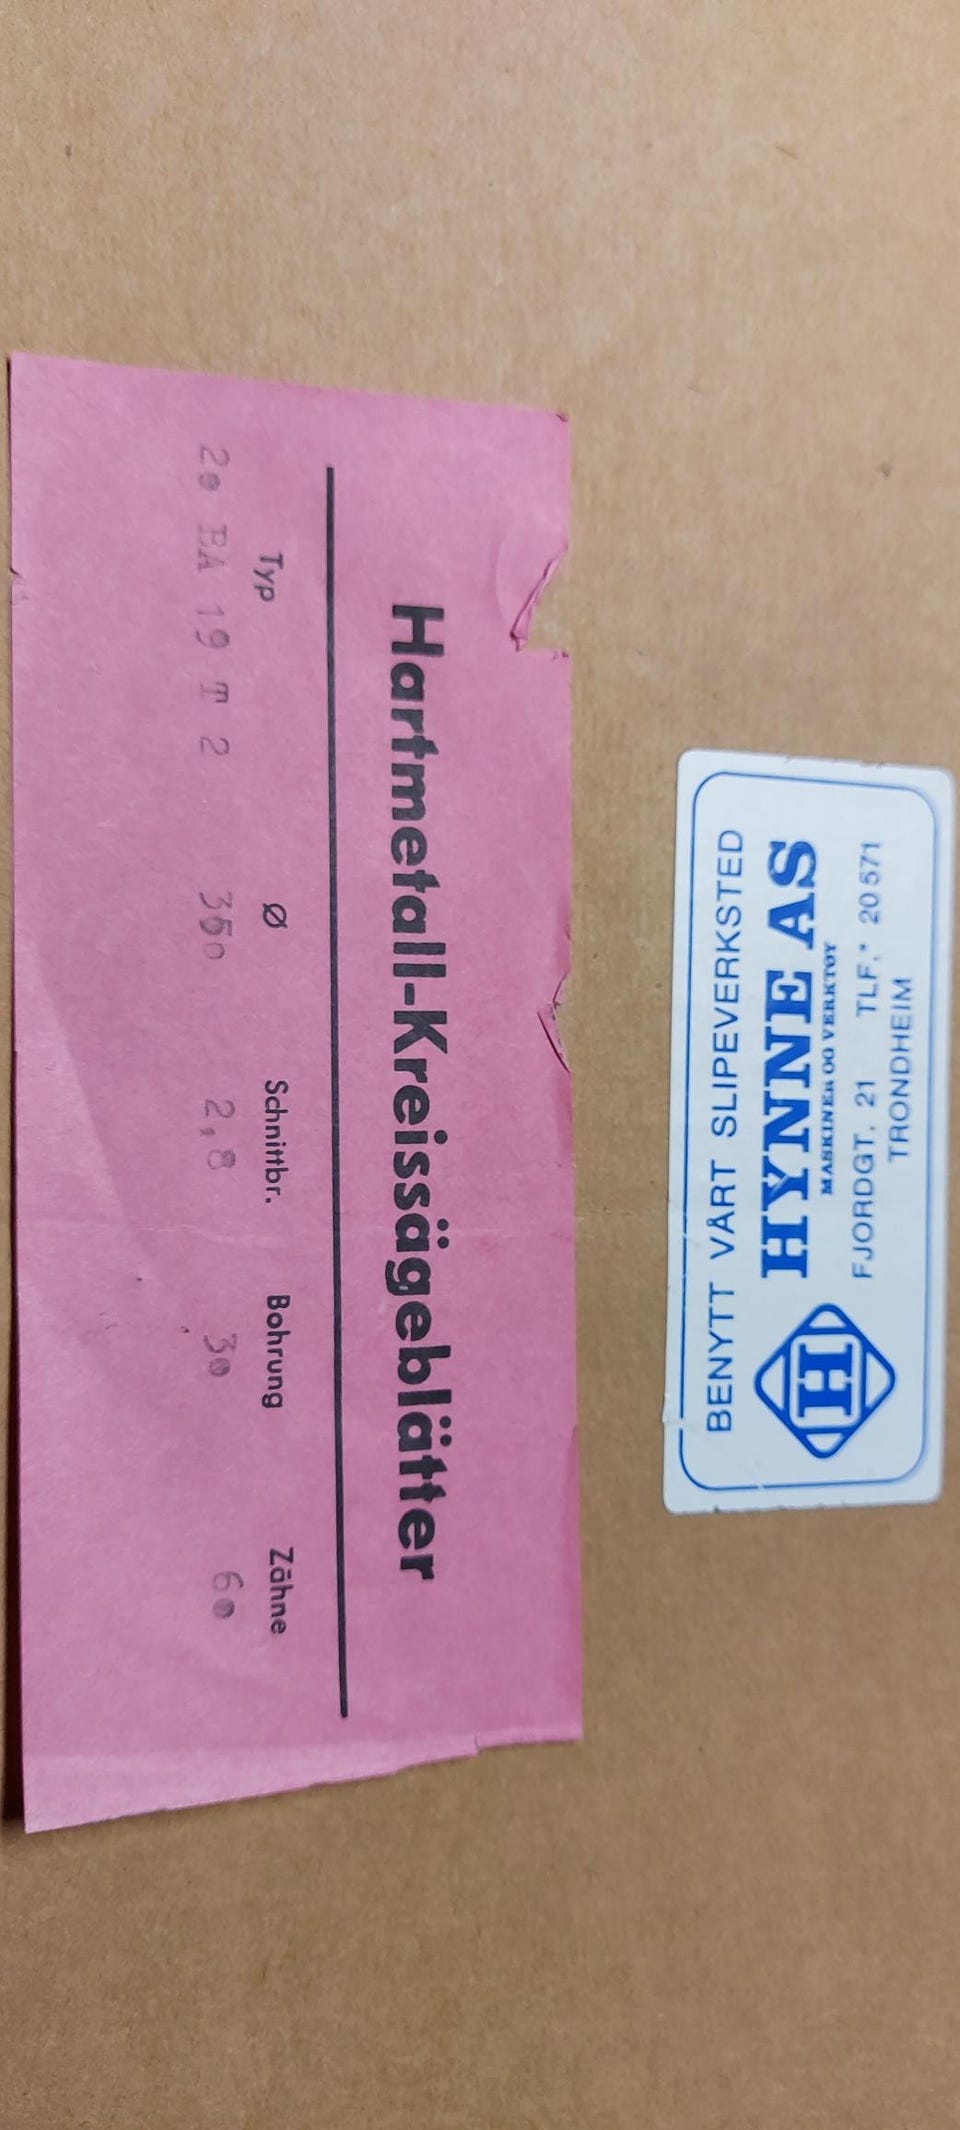 Hartmetall-Kreissägeblätter
Typ Ø Schnittbr. Bohrung Zähne
20 EA 19 T 2 350 2,8 30 60
BENYTT VÅRT SLIPEVERKSTED
H HYNNE AS
MASKINER OG VERKTØY
FJORDGT. 21 TLF.* 20 571
TRONDHEIM